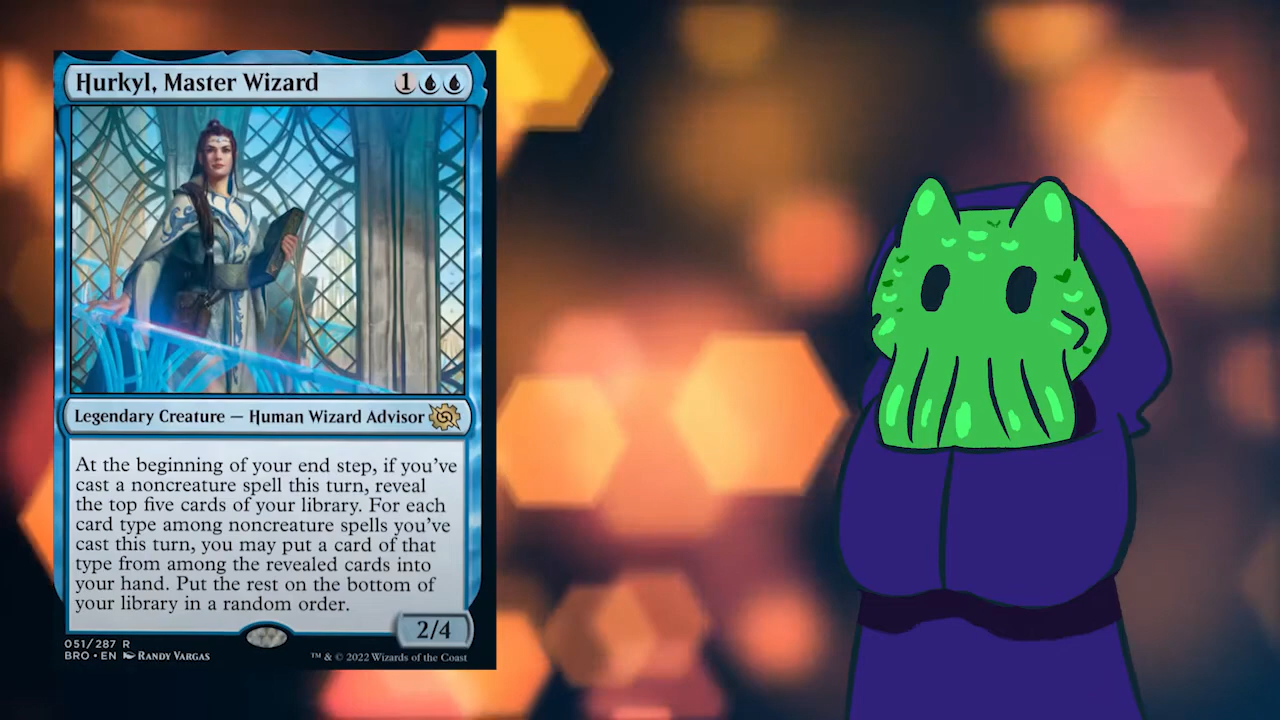 Hurkyl, Master Wizard 1
Legendary Creature — Human Wizard Advisor
At the beginning of your end step, if you've
cast a noncreature spell this turn, reveal
the top five cards of your library. For each
card type among noncreature spells you've
cast this turn, you may put a card of that
type from among the revealed cards into
your hand. Put the rest on the bottom of
your library in a random order.
2/4
051/287 R
BRO • EN RANDY VARGAS
™ & © 2022 Wizards of the Coast